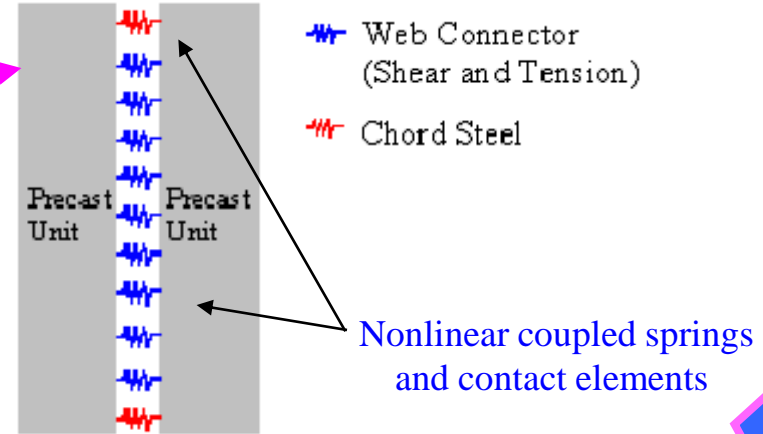 Web Connector
(Shear and Tension)
Chord Steel
Precast
Unit
Precast
Unit
Nonlinear coupled springs
and contact elements